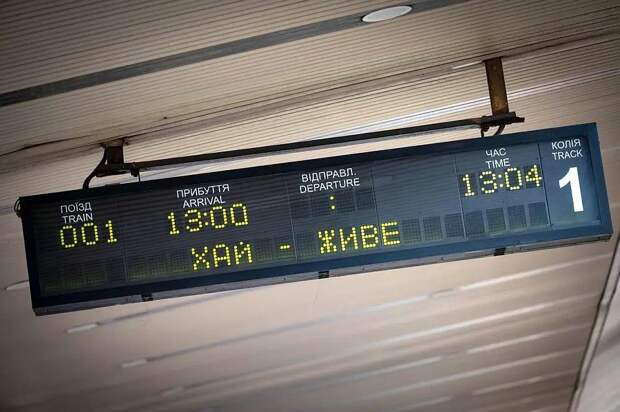 ПОЇЗД
TRAIN
001
ПРИБУТТЯ
ARRIVAL
13:00
ВІДПРАВЛ.
DEPARTURE
:
ЧАС
TIME
13:04
КОЛІЯ
TRACK
1
ХАЙ - ЖИВЕ